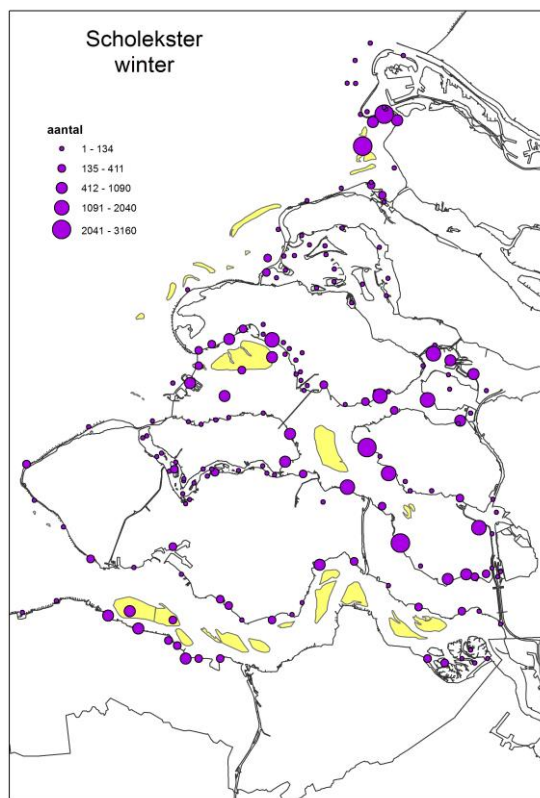 Scholekster
winter
aantal
1 - 134
135 - 411
412 - 1090
1091 - 2040
2041 - 3160